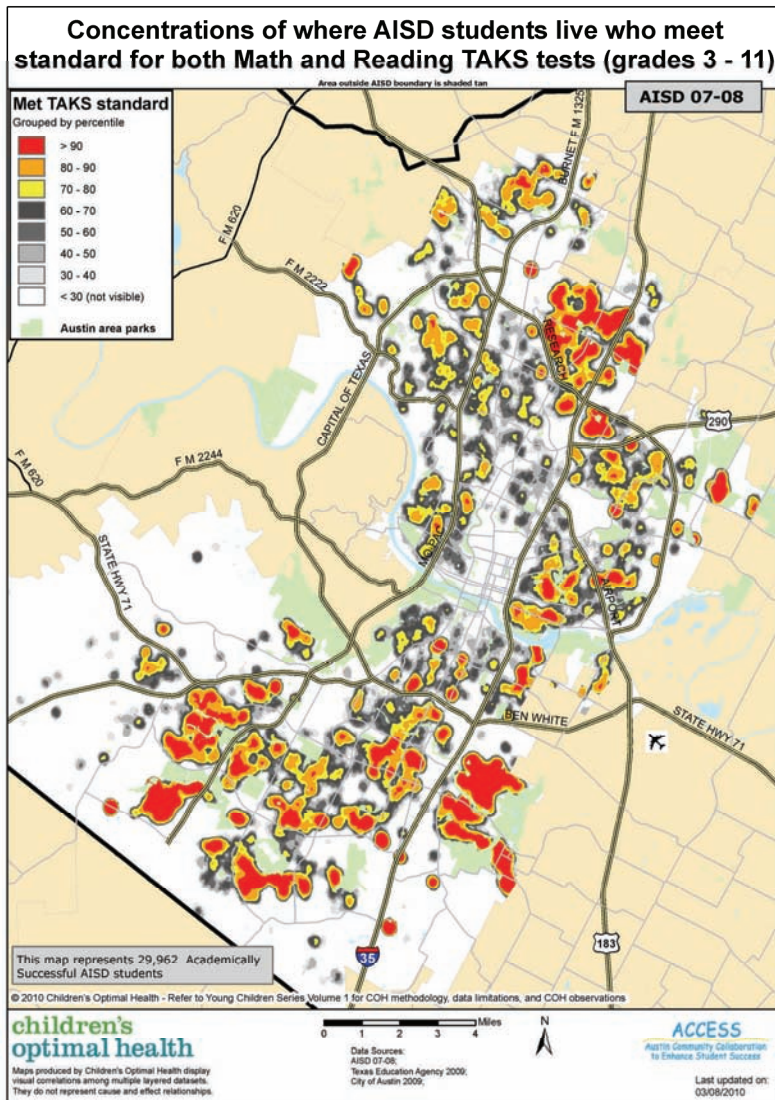 Concentrations of where AISD students live who meet
standard for both Math and Reading TAKS tests (grades 3 - 11)
Area outside AISD boundary is shaded tan
AISD 07-08
Met TAKS standard
Grouped by percentile
> 90
80 - 90
70 - 80
60 - 70
50 - 60
40 - 50
30 - 40
< 30 (not visible)
Austin area parks
BURNET F M 1325
F M 620
F M 2222
RESEARCH
CAPITAL OF TEXAS
290
F M 2244
F M 620
MO PAC
STATE HWY 71
AIRPORT
BEN WHITE
STATE HWY 71
183
35
This map represents 29,962 Academically
Successful AISD students
© 2010 Children's Optimal Health - Refer to Young Children Series Volume 1 for COH methodology, data limitations, and COH observations
children's
optimal health
Maps produced by Children's Optimal Health display
visual correlations among multiple layered datasets.
They do not represent cause and effect relationships.
0 1 2 3 4 Miles
Data Sources:
AISD 07-08;
Texas Education Agency 2009;
City of Austin 2009;
N
ACCESS
Austin Community Collaboration
to Enhance Student Success
Last updated on:
03/08/2010